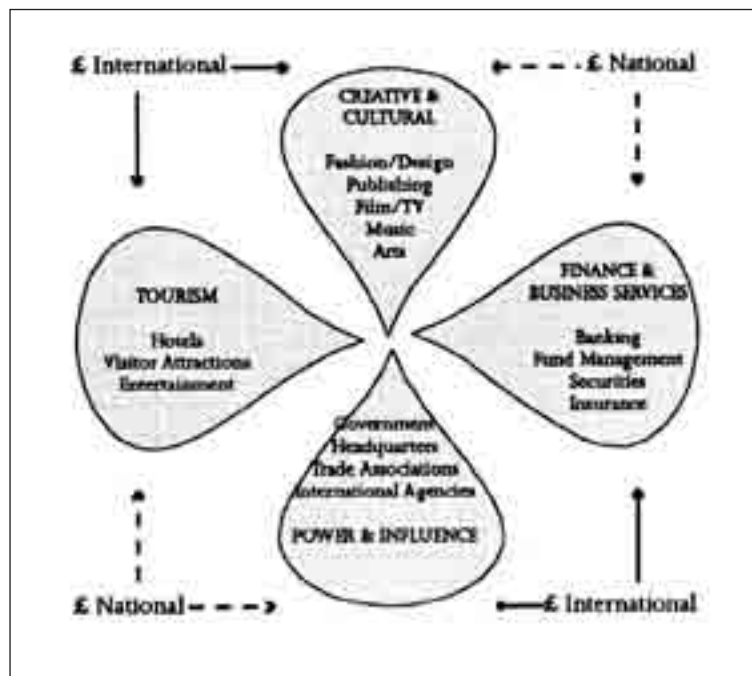 £ International
£ National
CREATIVE &
CULTURAL
Fashion/Design
Publishing
Film/TV
Music
Arts
TOURISM
Hotels
Visitor Attractions
Entertainment
FINANCE &
BUSINESS SERVICES
Banking
Fund Management
Securities
Insurance
Government
Headquarters
Trade Associations
International Agencies
POWER & INFLUENCE
£ National
£ International